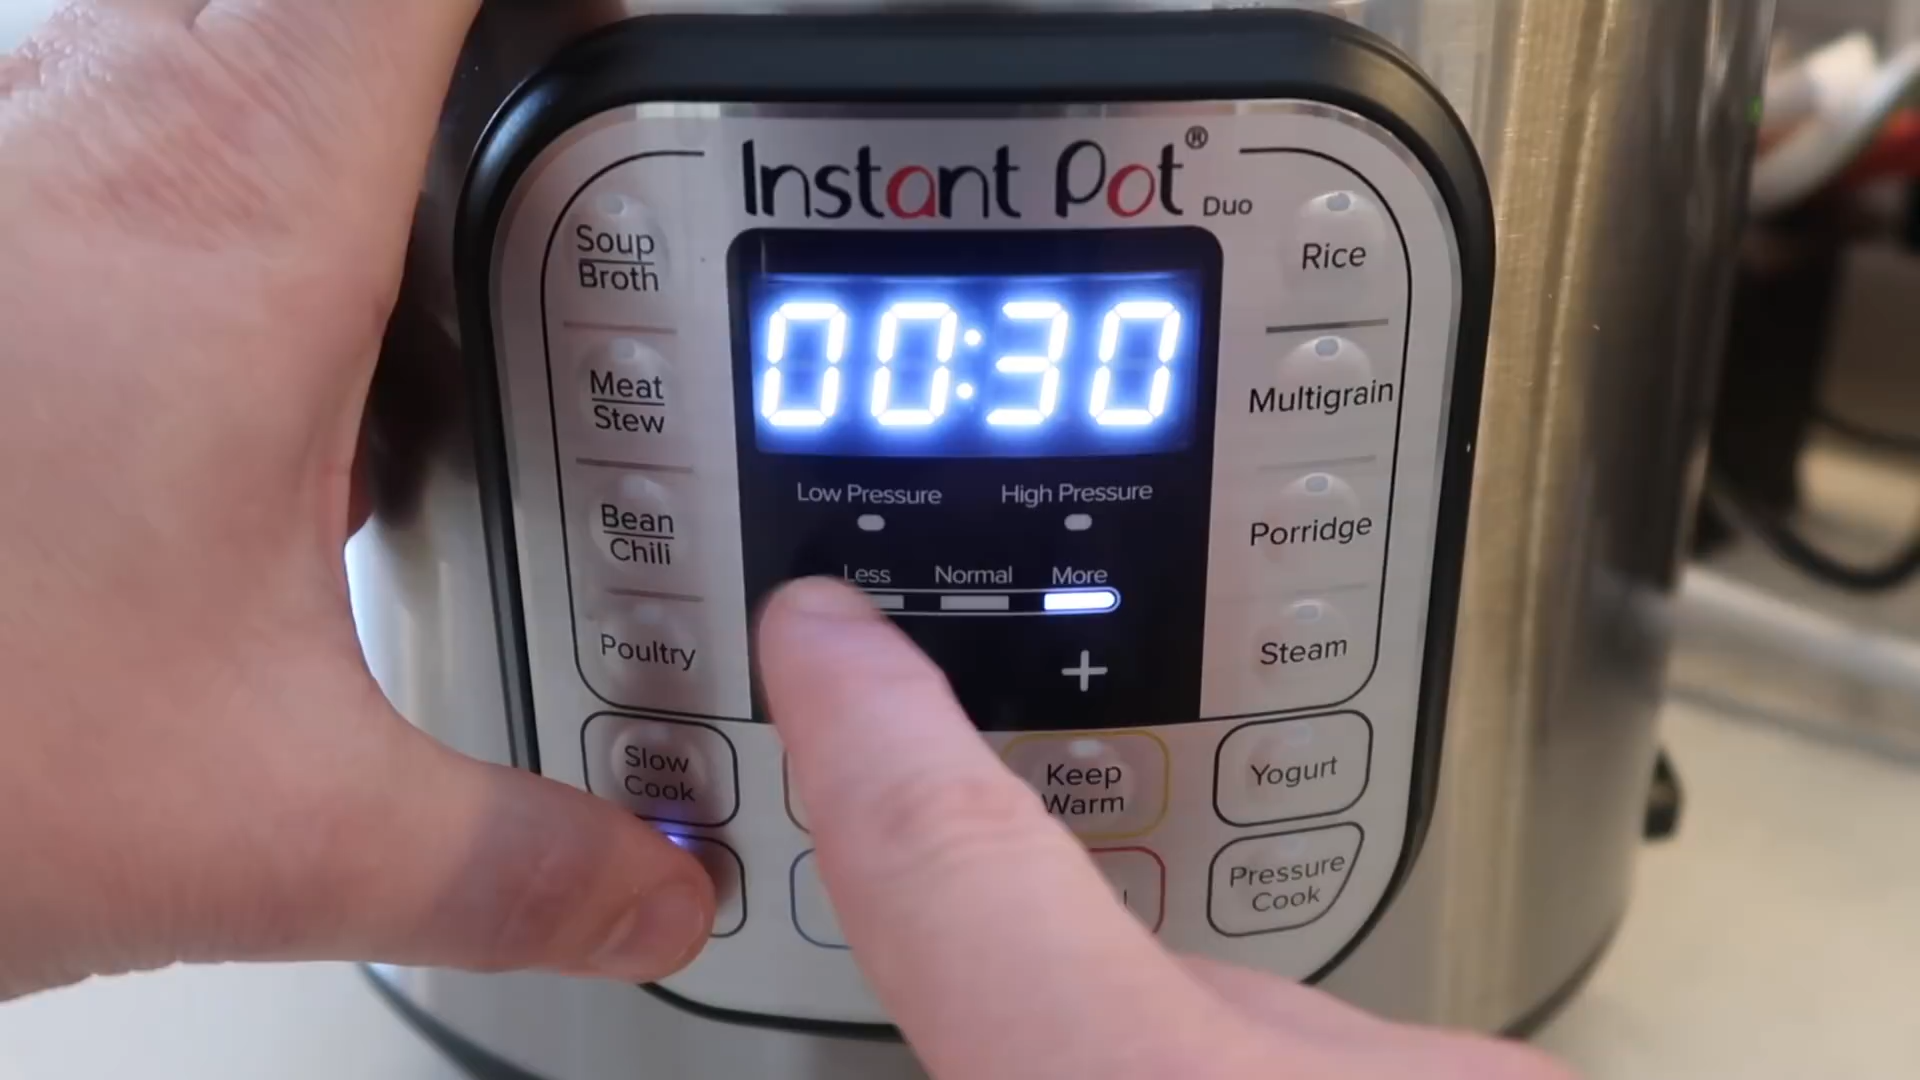 Instant Pot® Duo
00:30
Low Pressure High Pressure
Less Normal More
+
Soup
Broth
Meat
Stew
Bean
Chili
Poultry
Slow
Cook
Keep
Warm
Rice
Multigrain
Porridge
Steam
Yogurt
Pressure
Cook